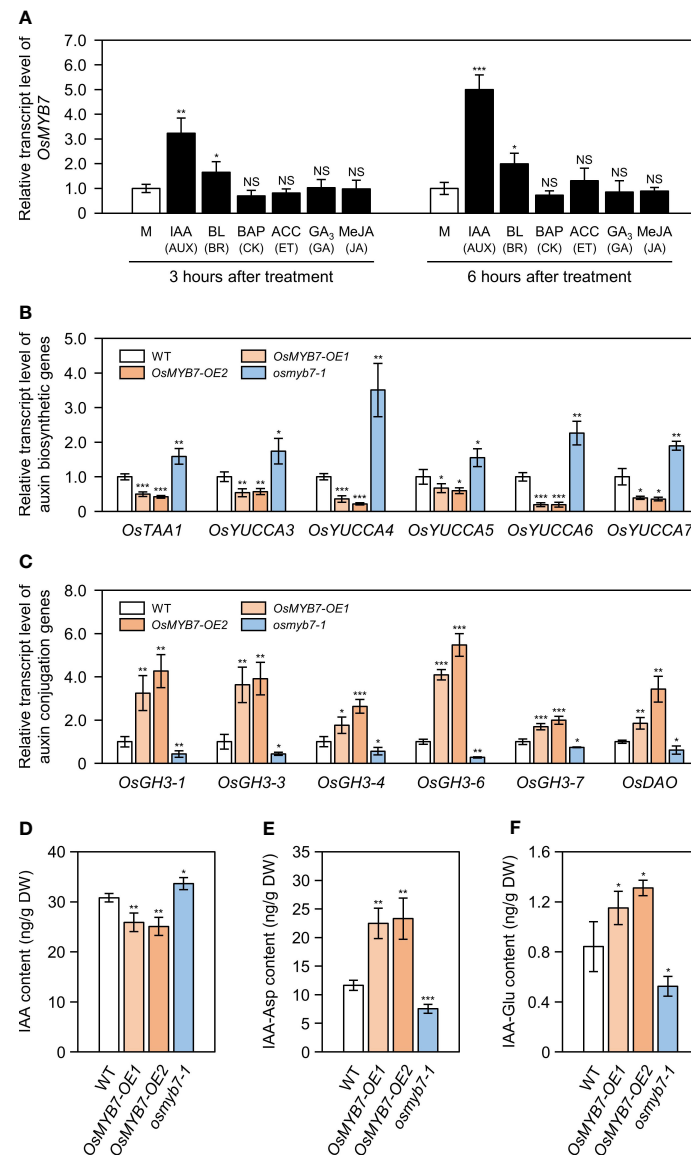 A
Relative transcript level of
OsMYB7
7.0
6.0
5.0
4.0
3.0
2.0
1.0
0
**
*
NS
NS
NS
NS
***
*
NS
NS
NS
NS
M
IAA
(AUX)
BL
(BR)
BAP
(CK)
ACC
(ET)
GA3
(GA)
MeJA
(JA)
M
IAA
(AUX)
BL
(BR)
BAP
(CK)
ACC
(ET)
GA3
(GA)
MeJA
(JA)
3 hours after treatment
6 hours after treatment
B
Relative transcript level of
auxin biosynthetic genes
5.0
4.0
3.0
2.0
1.0
0
WT
OsMYB7-OE1
OsMYB7-OE2
osmyb7-1
*** *** **
** ** *
*** *** **
* * *
*** *** **
* * **
OsTAA1
OsYUCCA3
OsYUCCA4
OsYUCCA5
OsYUCCA6
OsYUCCA7
C
Relative transcript level of
auxin conjugation genes
8.0
6.0
4.0
2.0
0
WT
OsMYB7-OE1
OsMYB7-OE2
osmyb7-1
** ** **
** ** *
* *** *
*** *** **
*** *** *
** ** *
OsGH3-1
OsGH3-3
OsGH3-4
OsGH3-6
OsGH3-7
OsDAO
D
IAA content (ng/g DW)
40
30
20
10
0
** ** *
WT
OsMYB7-OE1
OsMYB7-OE2
osmyb7-1
E
IAA-Asp content (ng/g DW)
35
30
25
20
15
10
5
0
** ** ***
WT
OsMYB7-OE1
OsMYB7-OE2
osmyb7-1
F
IAA-Glu content (ng/g DW)
1.6
1.2
0.8
0.4
0
* * *
WT
OsMYB7-OE1
OsMYB7-OE2
osmyb7-1